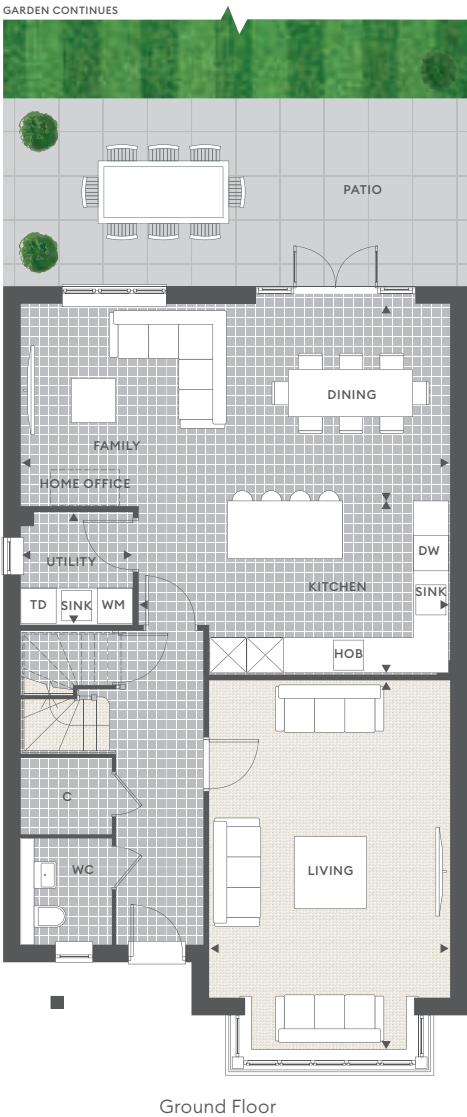 GARDEN CONTINUES
PATIO
DINING
FAMILY
HOME OFFICE
DW
UTILITY
KITCHEN
SINK
TD SINK WM
HOB
C
WC
LIVING
Ground Floor